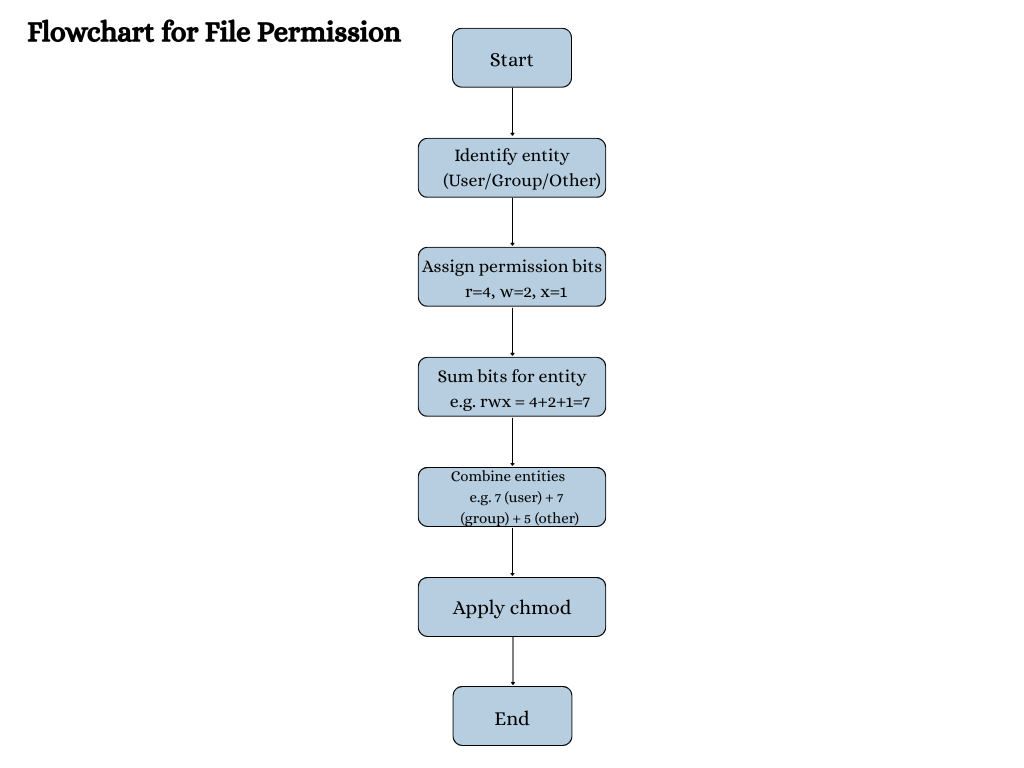 Flowchart for File Permission
Start
Identify entity
(User/Group/Other)
Assign permission bits
r=4, w=2, x=1
Sum bits for entity
e.g. rwx = 4+2+1=7
Combine entities
e.g. 7 (user) + 7
(group) + 5 (other)
Apply chmod
End